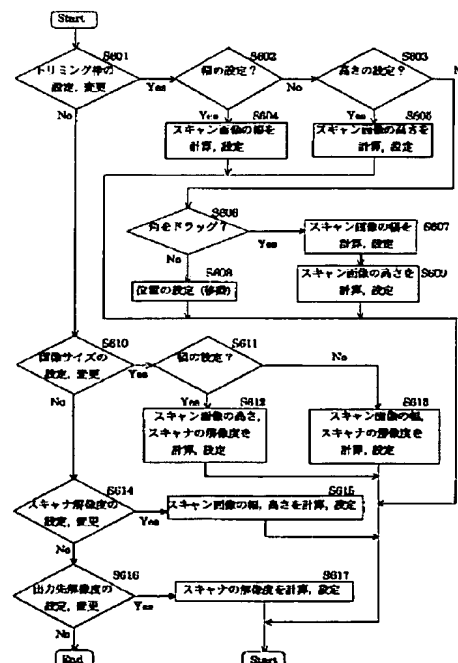 Start
S601
トリミング枠の
設定, 変更
Yes
No
S602
幅の設定?
Yes
No
S603
高さの設定?
Yes
N
S604
スキャン画像の幅を
計算, 設定
S605
スキャン画像の高さを
計算, 設定
S606
角をドラッグ?
Yes
No
S607
スキャン画像の幅を
計算, 設定
S608
位置の設定(移動)
S609
スキャン画像の高さを
計算, 設定
S610
画像サイズの
設定, 変更
Yes
No
S611
幅の設定?
Yes
No
S612
スキャン画像の高さ,
スキャナの解像度を
計算, 設定
S613
スキャン画像の幅,
スキャナの解像度を
計算, 設定
S614
スキャナ解像度の
設定, 変更
Yes
No
S615
スキャン画像の幅, 高さを計算, 設定
S616
出力先解像度の
設定, 変更
Yes
No
S617
スキャナの解像度を計算, 設定
End
Start